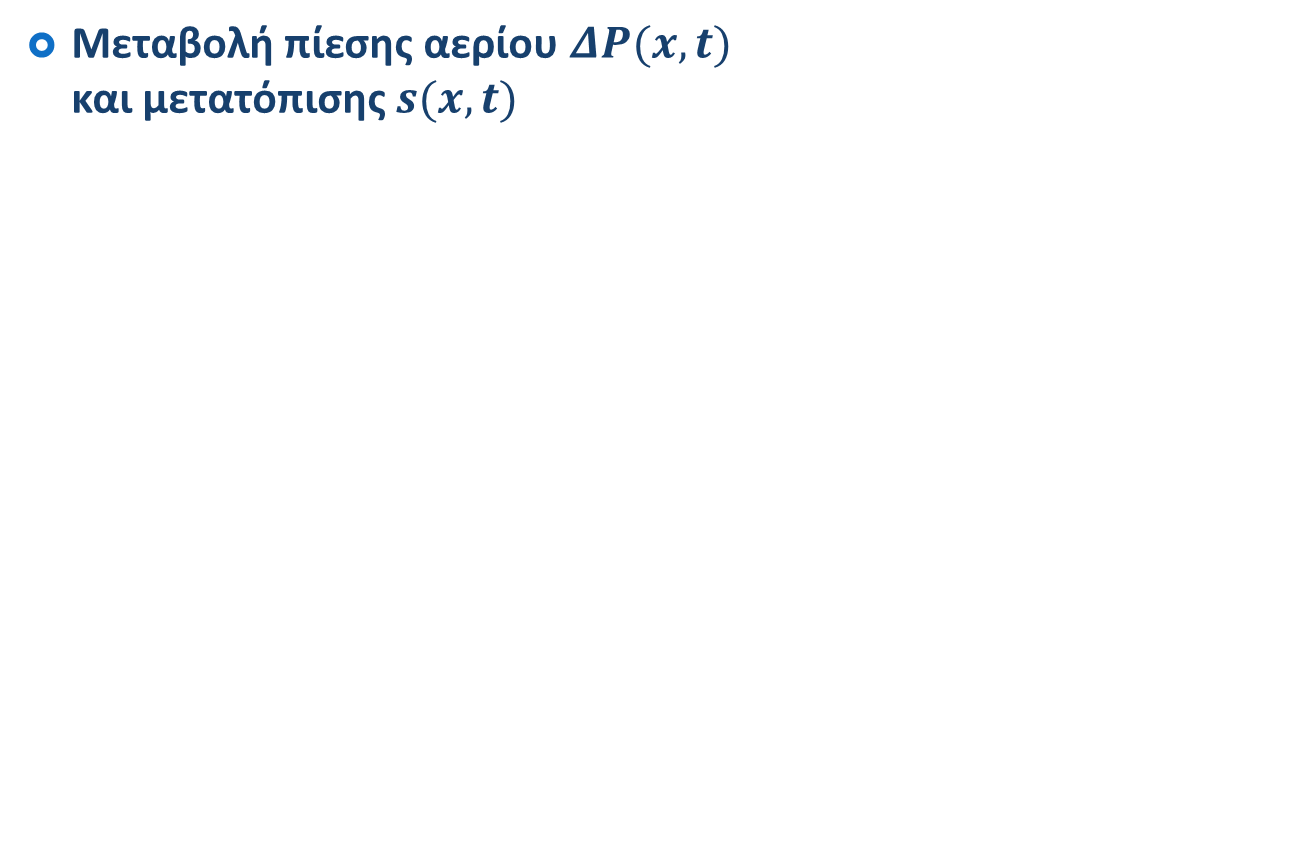 Μεταβολή πίεσης αερίου ΔP(x, t)
και μετατόπισης s(x, t)